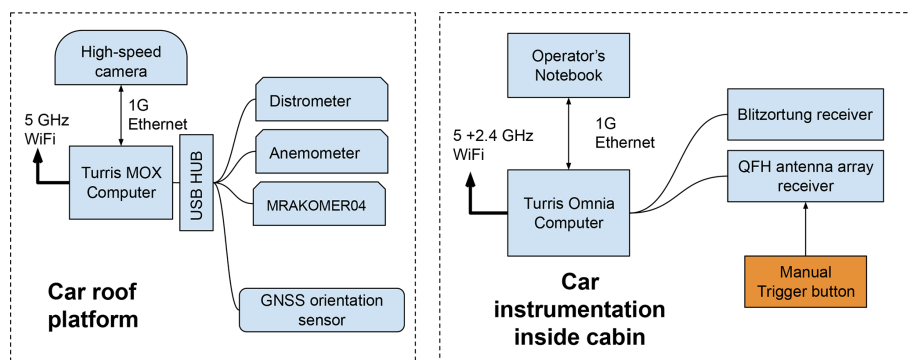 High-speed
camera
1G
Ethernet
5 GHz
WiFi
Turris MOX
Computer
USB HUB
Distrometer
Anemometer
MRAKOMER04
GNSS orientation
sensor
Car roof
platform
Operator's
Notebook
1G
Ethernet
5 +2.4 GHz
WiFi
Turris Omnia
Computer
Blitzortung receiver
QFH antenna array
receiver
Manual
Trigger button
Car
instrumentation
inside cabin